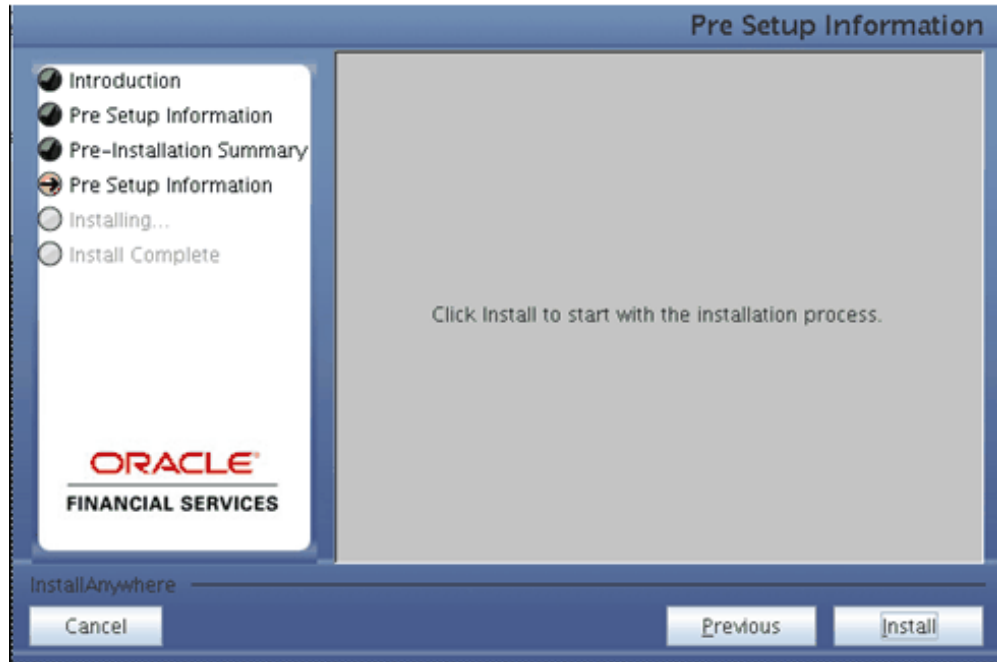 Pre Setup Information
Introduction
Pre Setup Information
Pre-Installation Summary
Pre Setup Information
Installing...
Install Complete
Click Install to start with the installation process.
ORACLE
FINANCIAL SERVICES
InstallAnywhere
Cancel
Previous
Install